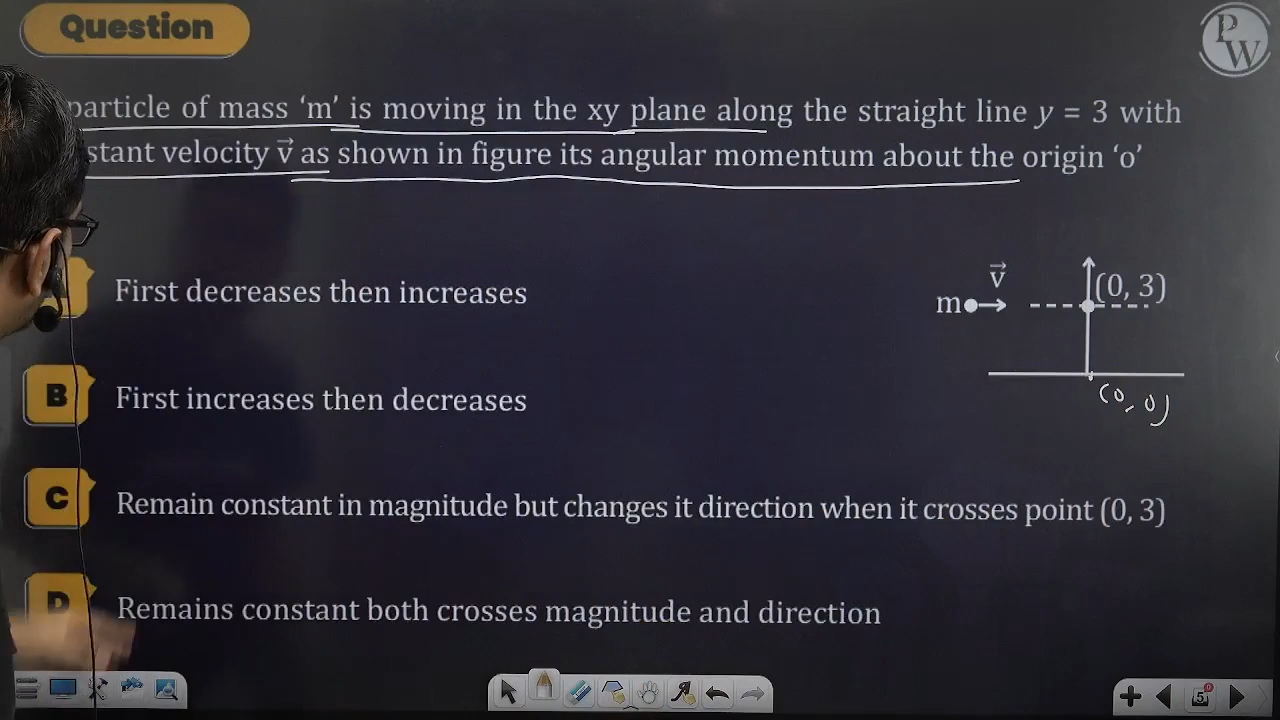 Question
PW
particle of mass ‘m’ is moving in the xy plane along the straight line y = 3 with
stant velocity v⃗ as shown in figure its angular momentum about the origin ‘o’
First decreases then increases
v⃗
(0, 3)
m
B First increases then decreases
(0, 0)
C Remain constant in magnitude but changes it direction when it crosses point (0, 3)
D Remains constant both crosses magnitude and direction
5
0